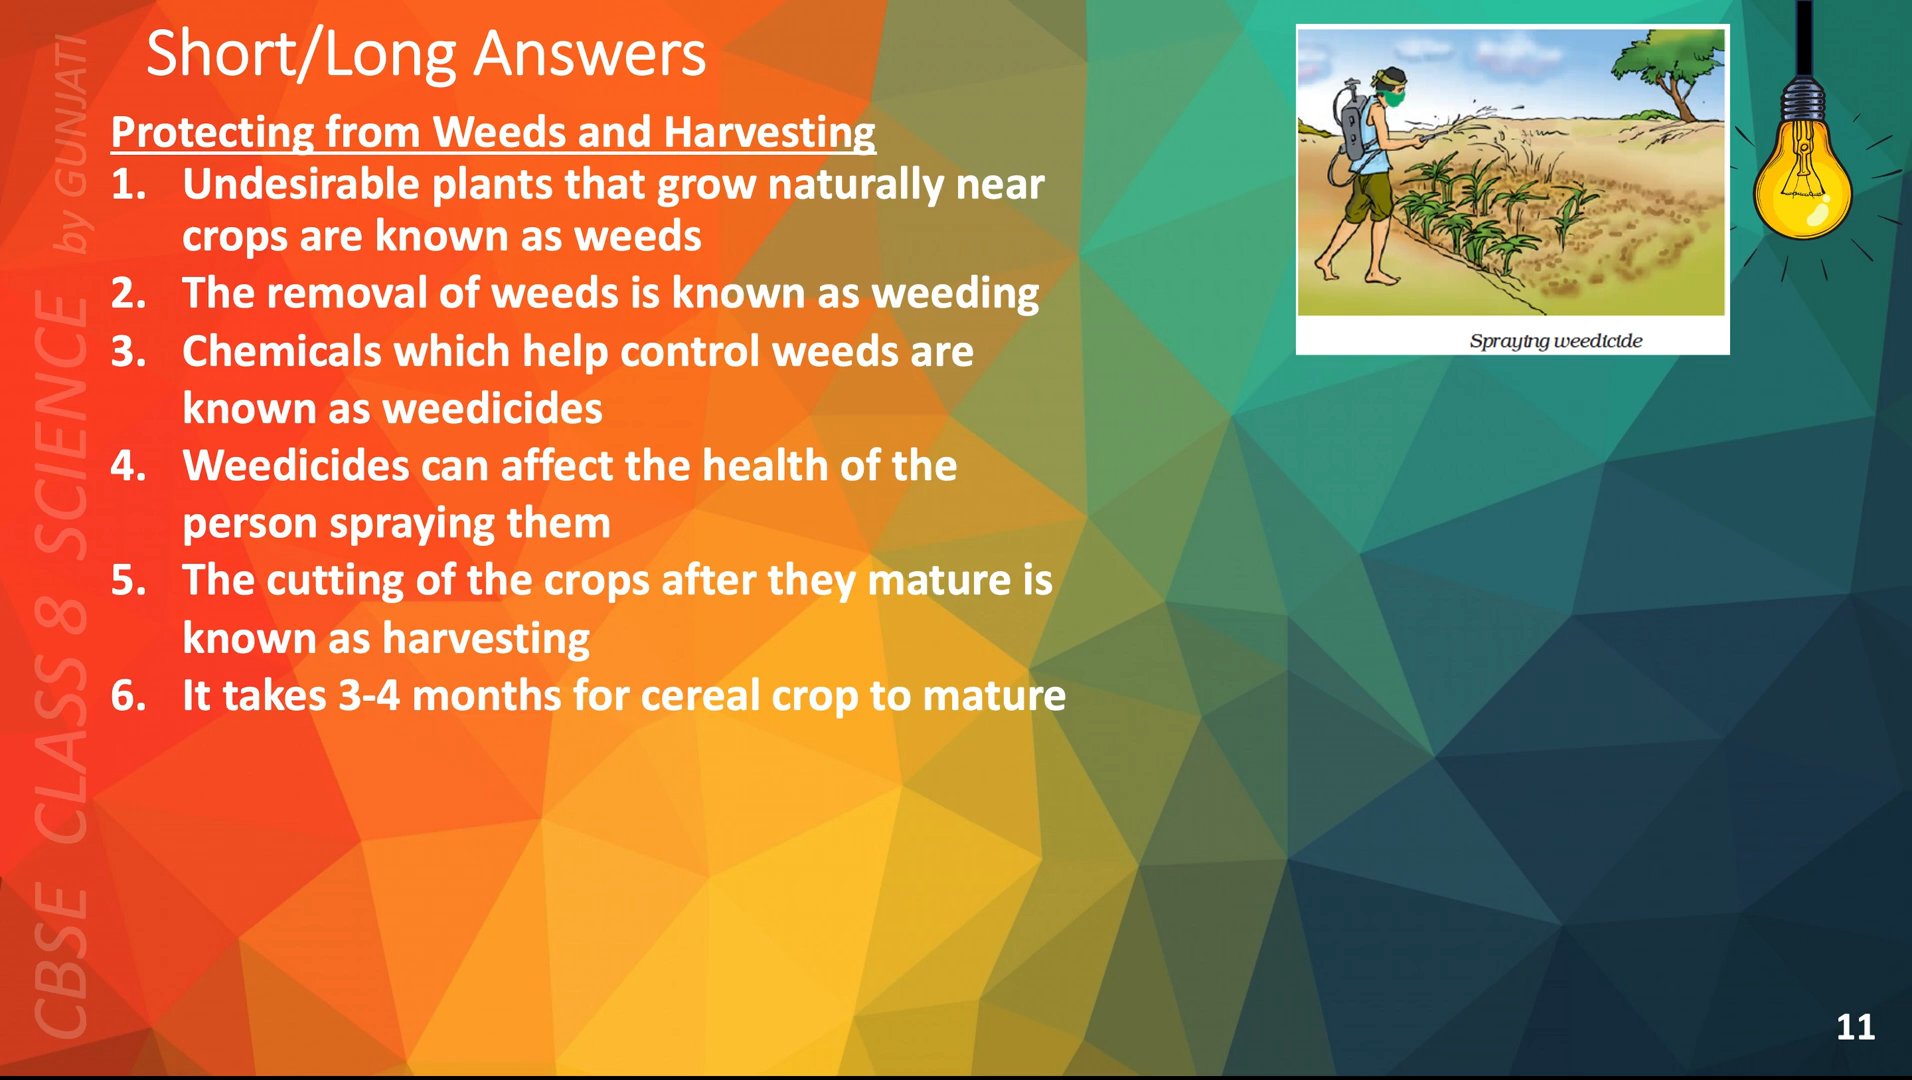 Short/Long Answers
Protecting from Weeds and Harvesting
1. Undesirable plants that grow naturally near
crops are known as weeds
2. The removal of weeds is known as weeding
3. Chemicals which help control weeds are
known as weedicides
4. Weedicides can affect the health of the
person spraying them
5. The cutting of the crops after they mature is
known as harvesting
6. It takes 3-4 months for cereal crop to mature
Spraying weedicide
CBSE CLASS 8 SCIENCE by GUNJATI
11